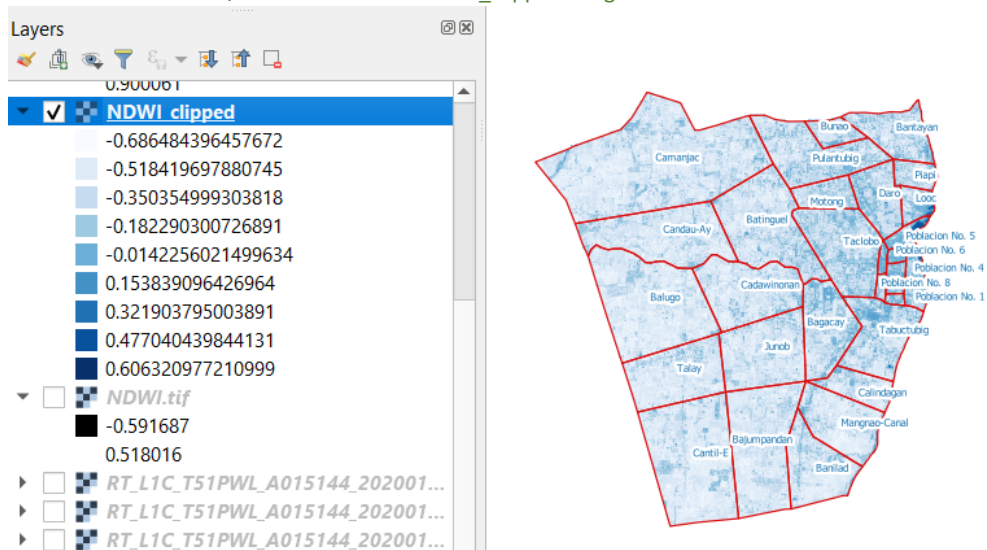 Layers
0.900061
NDWI_clipped
-0.686484396457672
-0.518419697880745
-0.350354999303818
-0.182290300726891
-0.0142256021499634
0.153839096426964
0.321903795003891
0.477040439844131
0.606320977210999
NDWI.tif
-0.591687
0.518016
RT_L1C_T51PWL_A015144_202001...
RT_L1C_T51PWL_A015144_202001...
RT_L1C_T51PWL_A015144_202001...
Bunao
Bantayan
Camanjac
Pulantubig
Piapi
Daro
Looc
Motong
Batinguel
Candau-Ay
Taclobo
Poblacion No. 5
Poblacion No. 6
Poblacion No. 4
Cadawinonan
Poblacion No. 8
Balugo
Poblacion No. 1
Bagacay
Tabuctubig
Junob
Talay
Calindagan
Mangnao-Canal
Bajumpandan
Cantil-E
Banilad